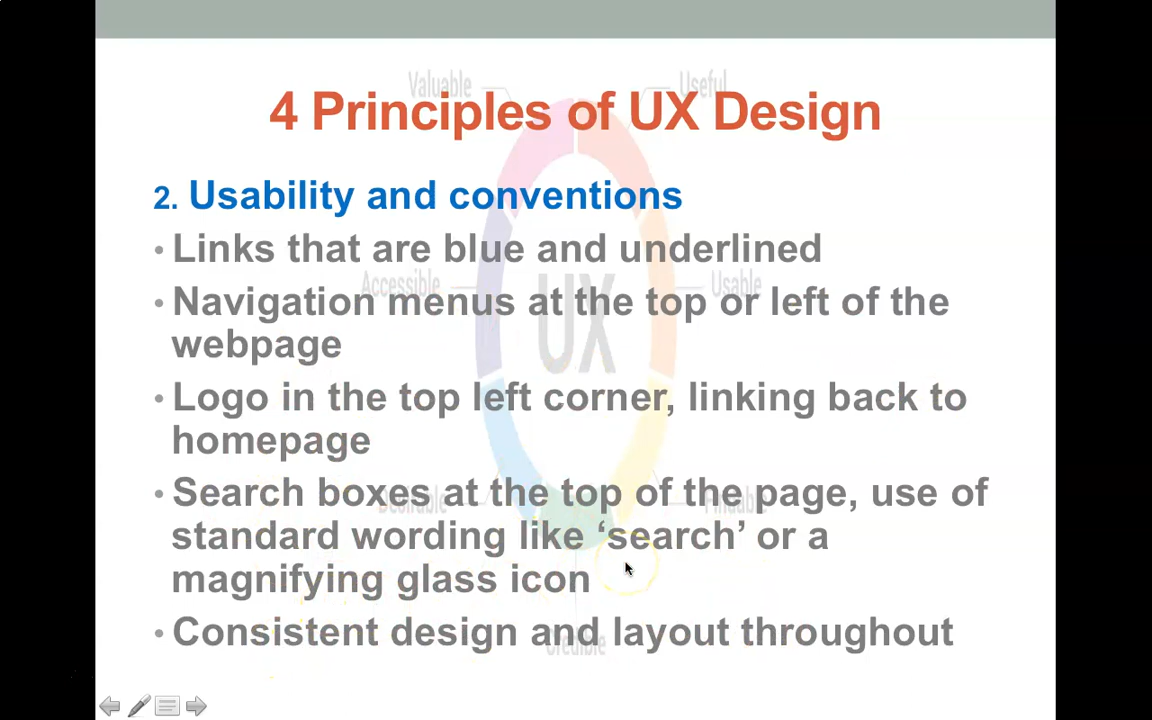 4 Principles of UX Design
2. Usability and conventions
• Links that are blue and underlined
• Navigation menus at the top or left of the
webpage
• Logo in the top left corner, linking back to
homepage
• Search boxes at the top of the page, use of
standard wording like ‘search’ or a
magnifying glass icon
• Consistent design and layout throughout
Valuable
Useful
Accessible
Usable
UX
Desirable
Findable
Credible